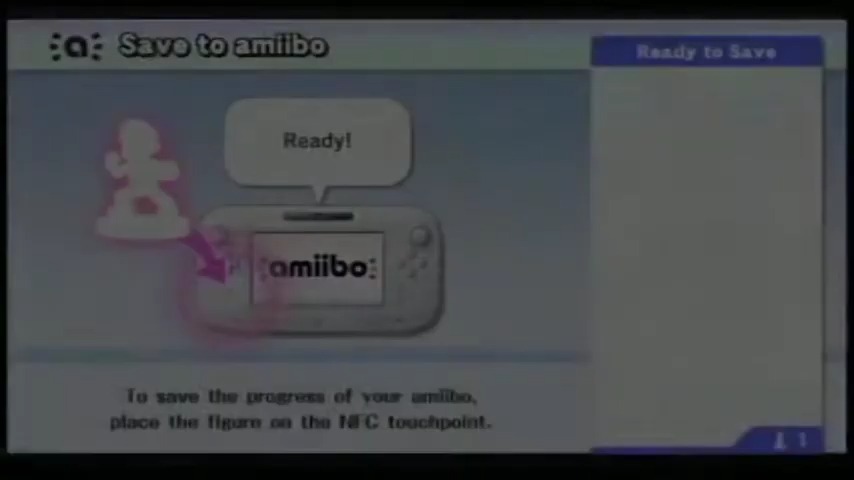 Save to amiibo
Ready to Save
Ready!
amiibo
To save the progress of your amiibo,
place the figure on the NFC touchpoint.
1